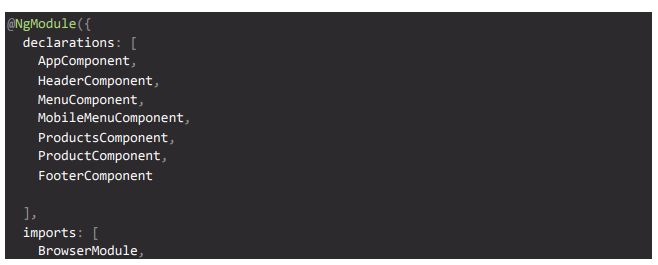 @NgModule({
declarations: [
AppComponent,
HeaderComponent,
MenuComponent,
MobileMenuComponent,
ProductsComponent,
ProductComponent,
FooterComponent
],
imports: [
BrowserModule,